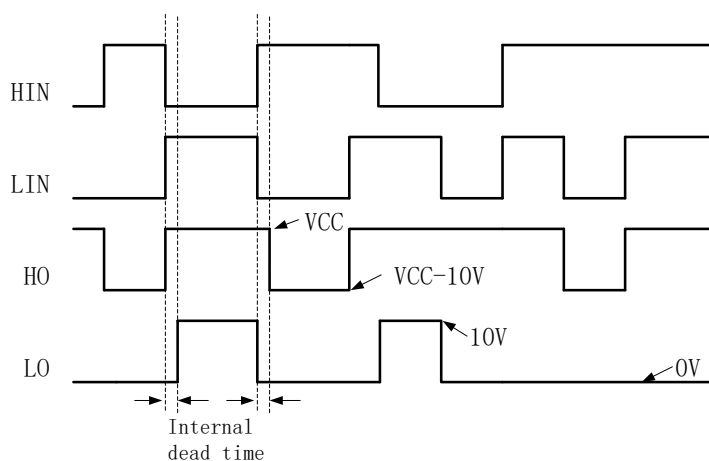 HIN
LIN
VCC
HO
VCC-10V
10V
LO
0V
Internal
dead time